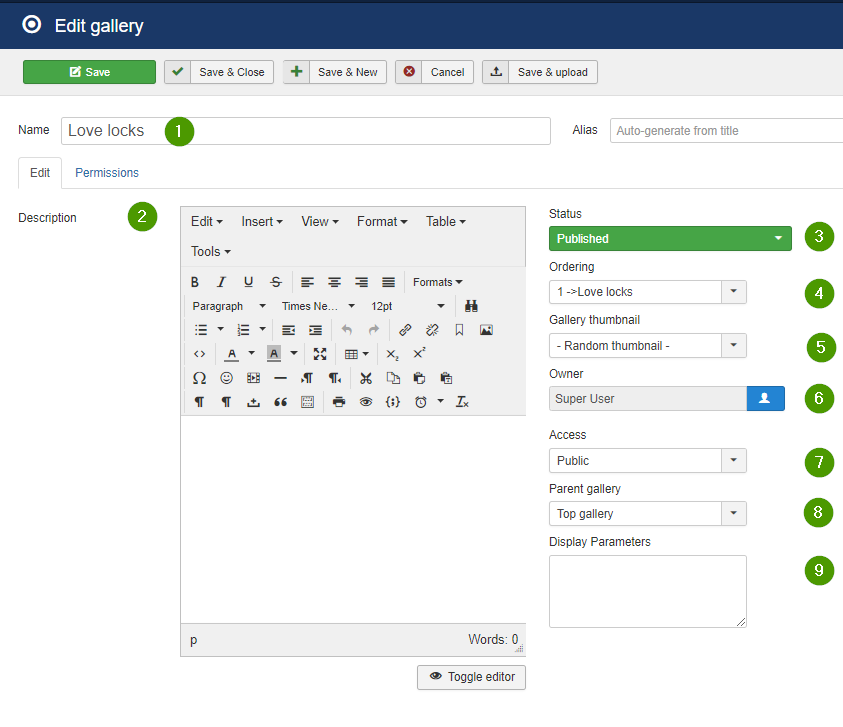 Edit gallery
Save
Save & Close
Save & New
Cancel
Save & upload
Name
Love locks
1
Alias
Auto-generate from title
Edit
Permissions
Description
2
Edit
Insert
View
Format
Table
Tools
B I U S
Formats
Paragraph
Times Ne...
12pt
A
A
X₂ X²
Ω
¶
¶ ¶
{;}
Tx
p
Words: 0
Toggle editor
Status
Published
3
Ordering
1 ->Love locks
4
Gallery thumbnail
- Random thumbnail -
5
Owner
Super User
6
Access
Public
7
Parent gallery
Top gallery
8
Display Parameters
9